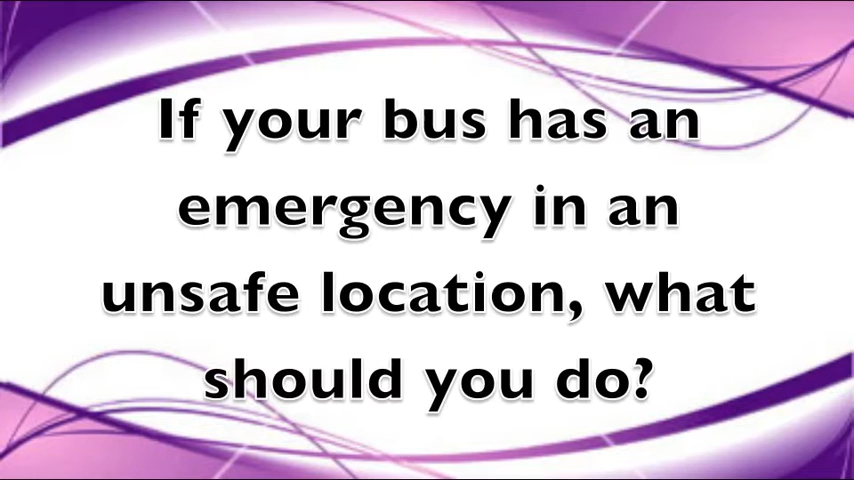 If your bus has an
emergency in an
unsafe location, what
should you do?